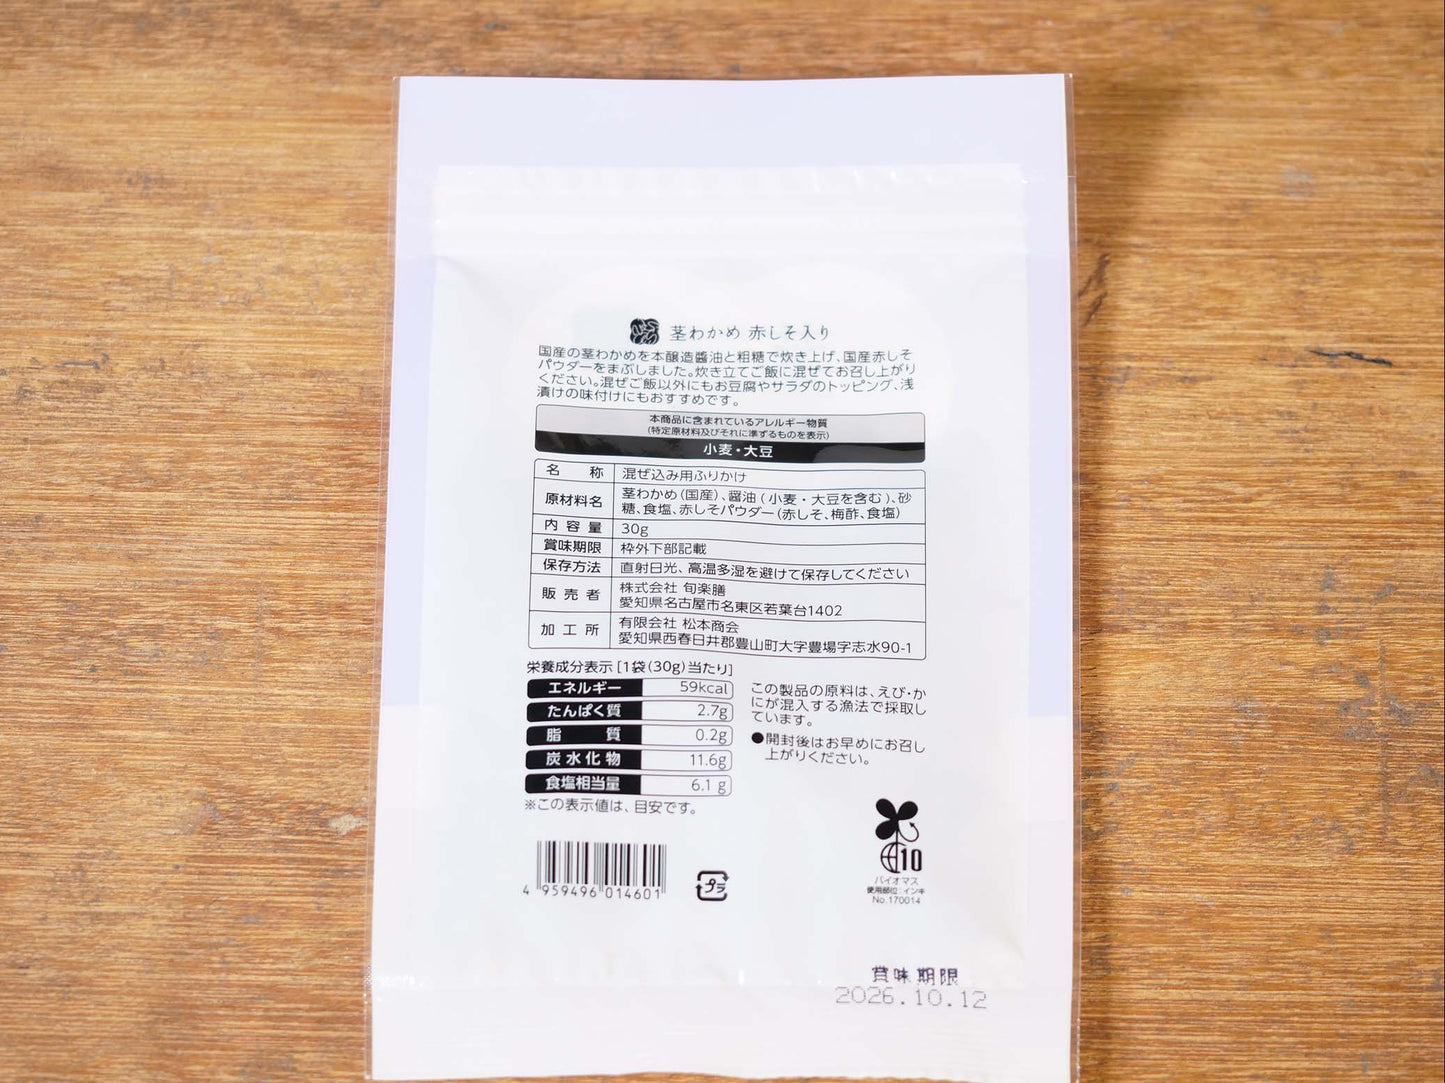 茎わかめ 赤しそ入り
国産の茎わかめを本醸造醤油と粗糖で炊き上げ、国産赤しそ
パウダーをまぶしました。炊き立てご飯に混ぜてお召し上がり
ください。混ぜご飯以外にもお豆腐やサラダのトッピング、浅
漬けの味付けにもおすすめです。
本商品に含まれているアレルギー物質
(特定原材料及びそれに準ずるものを表示)
小麦・大豆
名称 混ぜ込み用ふりかけ
原材料名 茎わかめ(国産)、醤油(小麦・大豆を含む)、砂
糖、食塩、赤しそパウダー(赤しそ、梅酢、食塩)
内容量 30g
賞味期限 枠外下部記載
保存方法 直射日光、高温多湿を避けて保存してください
販売者 株式会社 旬楽膳
愛知県名古屋市名東区若葉台1402
加工所 有限会社 松本商会
愛知県西春日井郡豊山町大字豊場字志水90-1
栄養成分表示 [1袋(30g)当たり]
エネルギー 59kcal
たんぱく質 2.7g
脂質 0.2g
炭水化物 11.6g
食塩相当量 6.1g
※この表示値は、目安です。
この製品の原料は、えび・か
にが混入する漁法で採取し
ています。
●開封後はお早めにお召し
上がりください。
4 959496 014601
プラ
10
バイオマス
使用部位:インキ
No.170014
賞味期限
2026.10.12